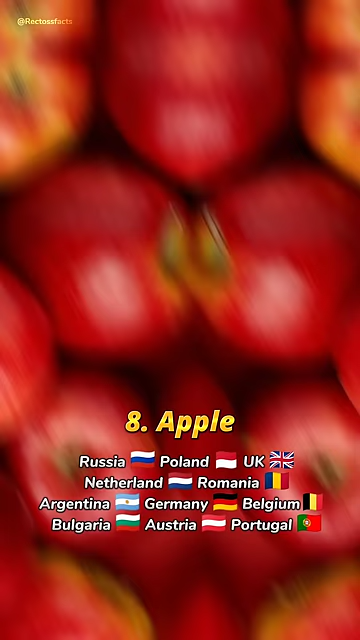 @Rectossfacts
8. Apple
Russia 🇷🇺 Poland 🇵🇱 UK 🇬🇧
Netherland 🇳🇱 Romania 🇷🇴
Argentina 🇦🇷 Germany 🇩🇪 Belgium 🇧🇪
Bulgaria 🇧🇬 Austria 🇦🇹 Portugal 🇵🇹